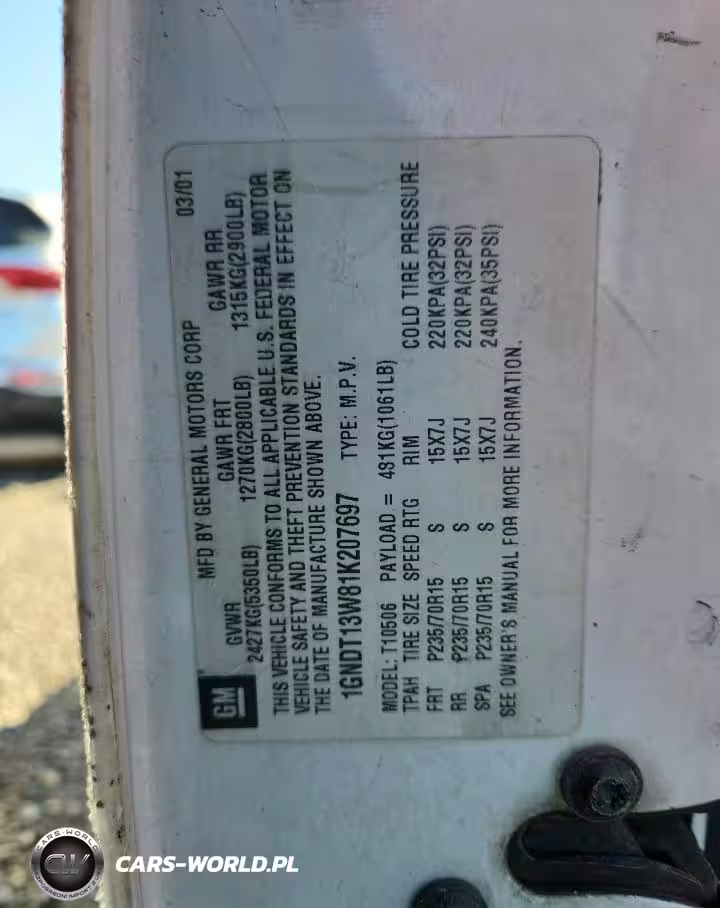 MFD BY GENERAL MOTORS CORP 03/01
GVWR GAWR FRT GAWR RR
2427KG(5350LB) 1270KG(2800LB) 1315KG(2900LB)
THIS VEHICLE CONFORMS TO ALL APPLICABLE U.S. FEDERAL MOTOR
VEHICLE SAFETY AND THEFT PREVENTION STANDARDS IN EFFECT ON
THE DATE OF MANUFACTURE SHOWN ABOVE.
1GNDT13W81K207697 TYPE: M.P.V.
MODEL: T10506 PAYLOAD = 481KG(1061LB)
TPAH TIRE SIZE SPEED RTG RIM COLD TIRE PRESSURE
FRT P235/70R15 S 15X7J 220KPA(32PSI)
RR P235/70R15 S 15X7J 220KPA(32PSI)
SPA P235/70R15 S 15X7J 240KPA(35PSI)
SEE OWNER'S MANUAL FOR MORE INFORMATION.
GM
CARS-WORLD
CW
CARS-WORLD.PL